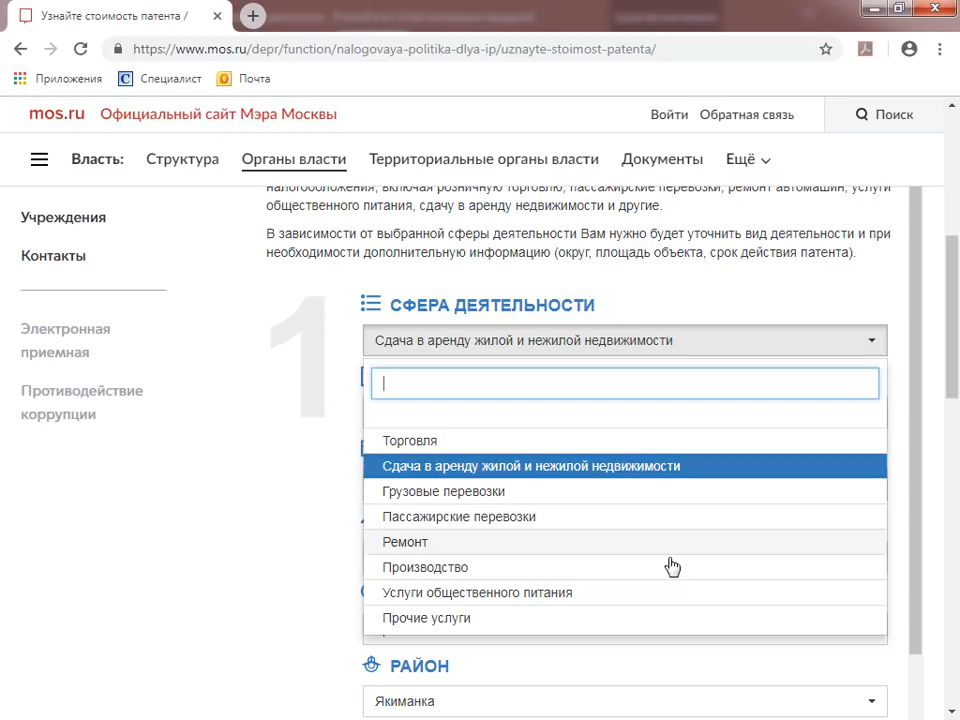 Узнайте стоимость патента /
https://www.mos.ru/depr/function/nalogovaya-politika-dlya-ip/uznayte-stoimost-patenta/
Приложения
Специалист
Почта
mos.ru Официальный сайт Мэра Москвы
Войти
Обратная связь
Поиск
Власть:
Структура
Органы власти
Территориальные органы власти
Документы
Ещё
Учреждения
Контакты
Электронная
приемная
Противодействие
коррупции
налогообложения, включая розничную торговлю, пассажирские перевозки, ремонт автомашин, услуги
общественного питания, сдачу в аренду недвижимости и другие.
В зависимости от выбранной сферы деятельности Вам нужно будет уточнить вид деятельности и при
необходимости дополнительную информацию (округ, площадь объекта, срок действия патента).
1
СФЕРА ДЕЯТЕЛЬНОСТИ
Сдача в аренду жилой и нежилой недвижимости
Торговля
Сдача в аренду жилой и нежилой недвижимости
Грузовые перевозки
Пассажирские перевозки
Ремонт
Производство
Услуги общественного питания
Прочие услуги
РАЙОН
Якиманка